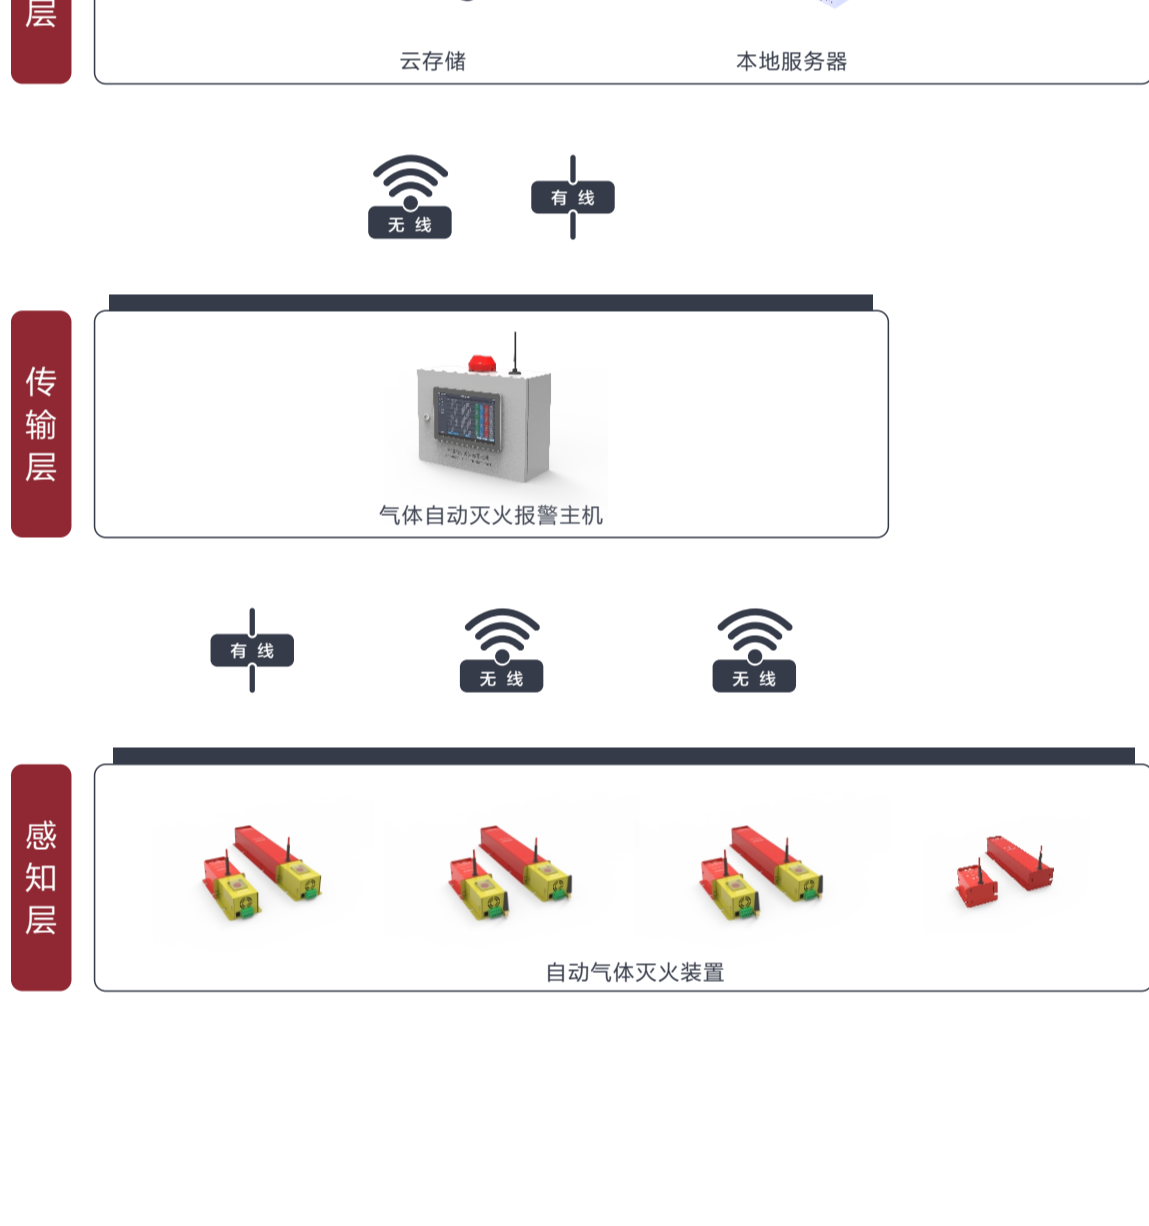 层
云存储
本地服务器
无线
有线
传输层
气体自动灭火报警主机
有线
无线
无线
感知层
自动气体灭火装置